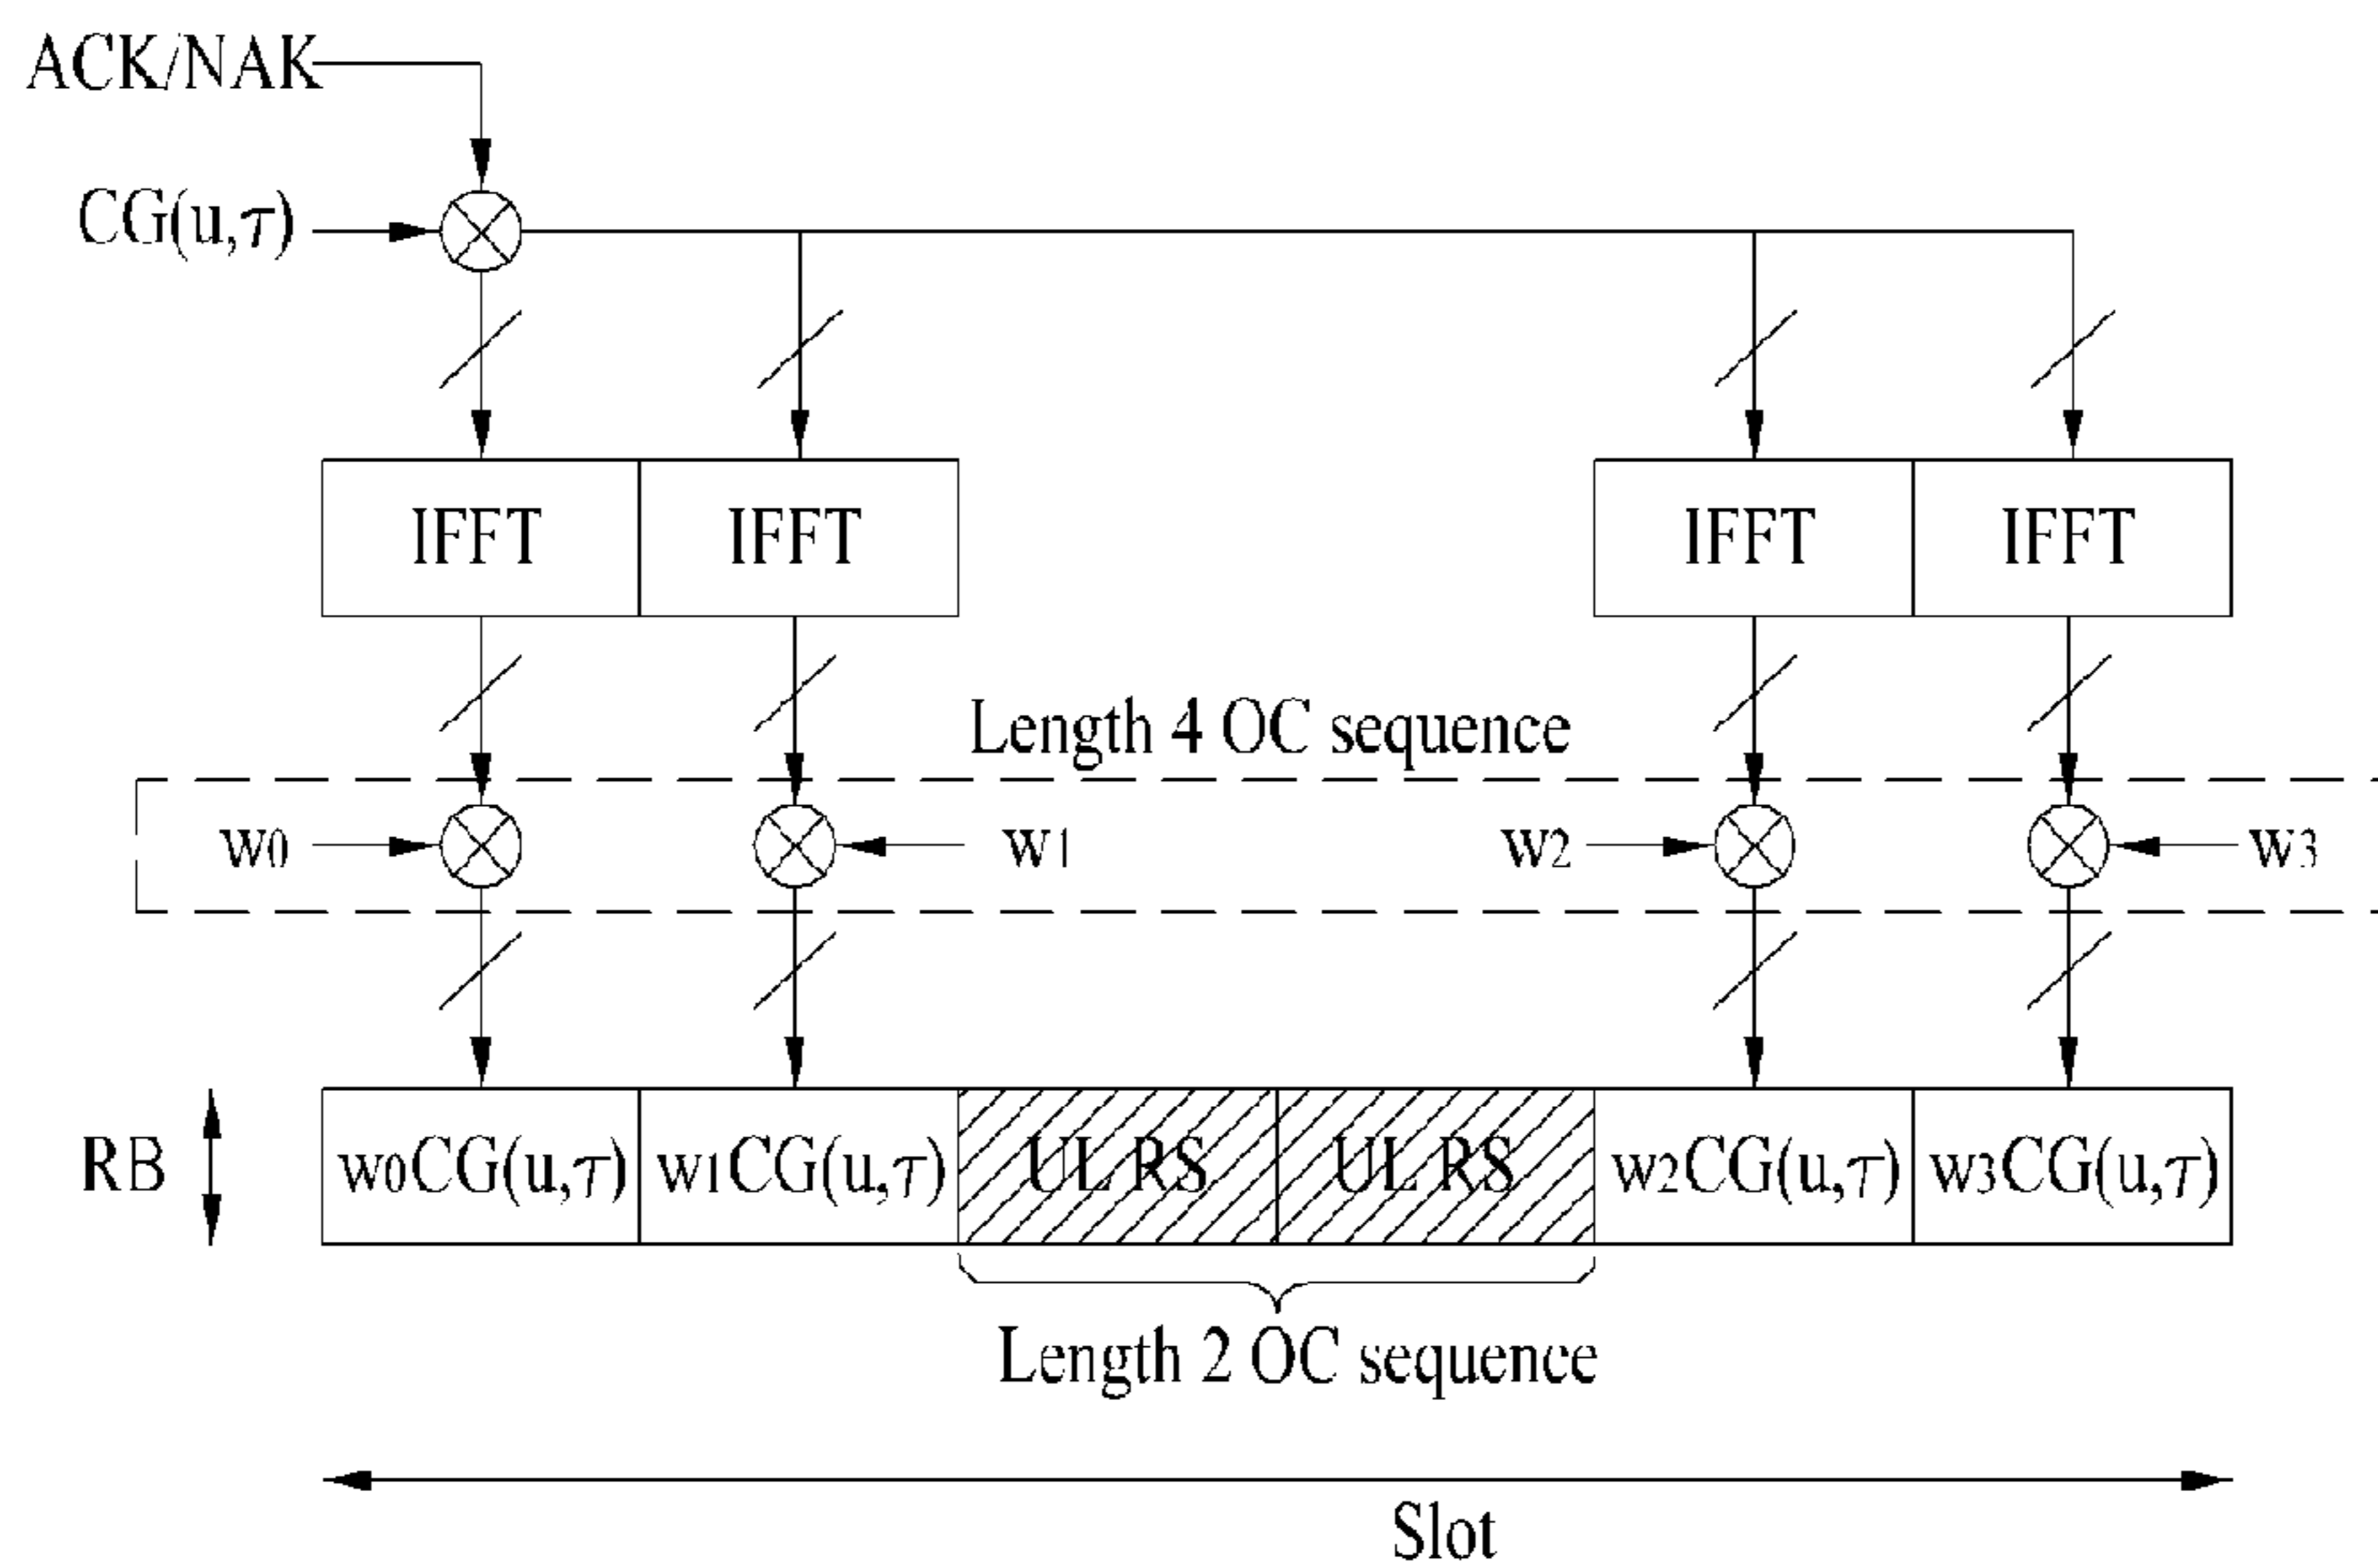 ACK/NAK
CG(u,τ)
IFFT IFFT IFFT IFFT
Length 4 OC sequence
w0 w1 w2 w3
RB w0CG(u,τ) w1CG(u,τ) UL RS UL RS w2CG(u,τ) w3CG(u,τ)
Length 2 OC sequence
Slot